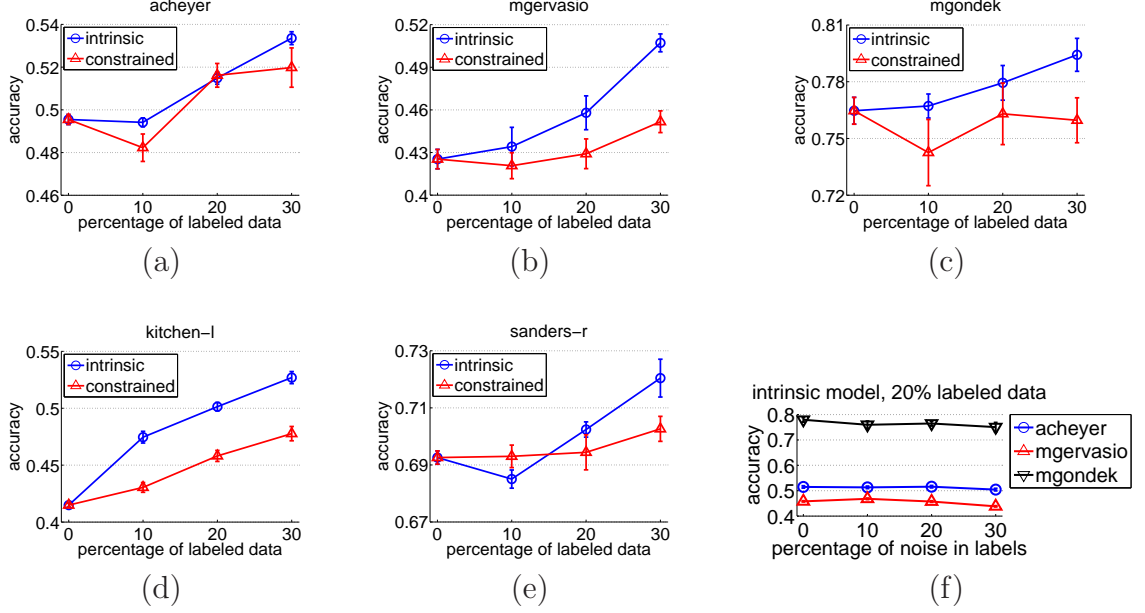 acheyer
0.54
0.52
0.5
0.48
0.46
accuracy
intrinsic
constrained
0 10 20 30
percentage of labeled data
(a)
mgervasio
0.52
0.49
0.46
0.43
0.4
accuracy
intrinsic
constrained
0 10 20 30
percentage of labeled data
(b)
mgondek
0.81
0.78
0.75
0.72
accuracy
intrinsic
constrained
0 10 20 30
percentage of labeled data
(c)
kitchen-l
0.55
0.5
0.45
0.4
accuracy
intrinsic
constrained
0 10 20 30
percentage of labeled data
(d)
sanders-r
0.73
0.71
0.69
0.67
accuracy
intrinsic
constrained
0 10 20 30
percentage of labeled data
(e)
intrinsic model, 20% labeled data
0.8
0.7
0.6
0.5
0.4
accuracy
acheyer
mgervasio
mgondek
0 10 20 30
percentage of noise in labels
(f)